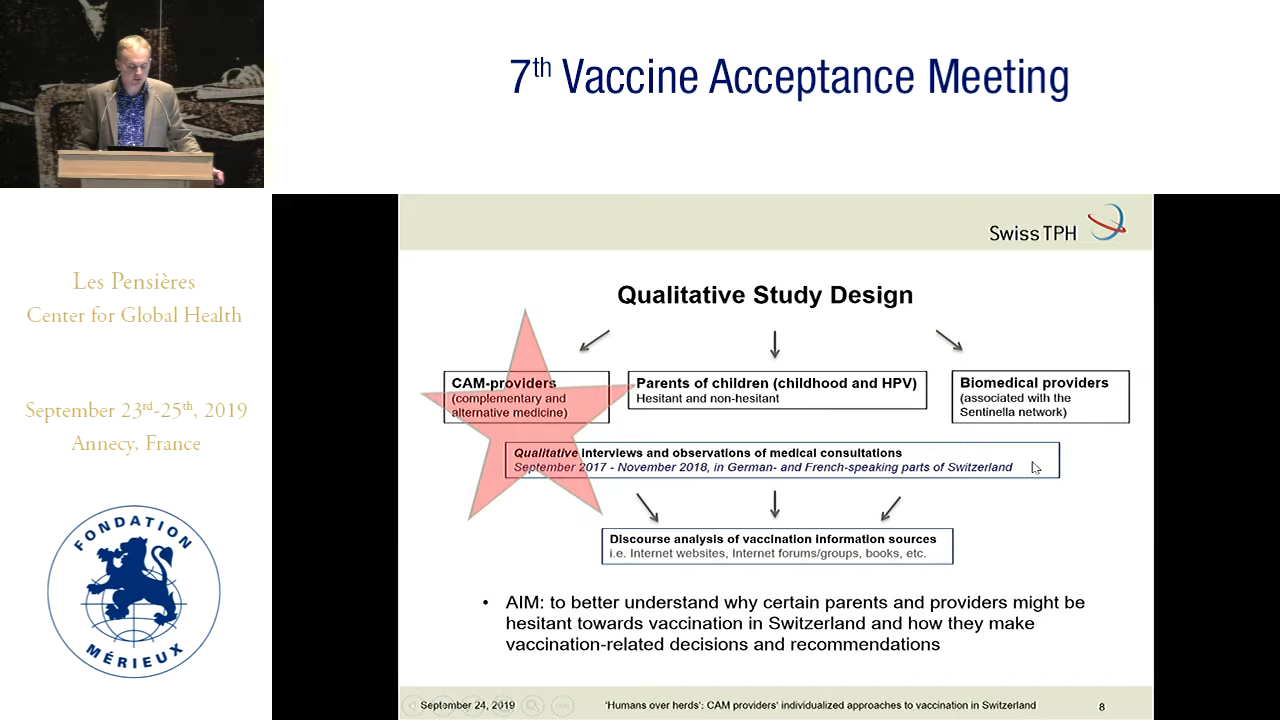 7th Vaccine Acceptance Meeting
Les Pensières
Center for Global Health
September 23rd-25th, 2019
Annecy, France
FONDATION
MÉRIEUX
Swiss TPH
Qualitative Study Design
CAM-providers
(complementary and
alternative medicine)
Parents of children (childhood and HPV)
Hesitant and non-hesitant
Biomedical providers
(associated with the
Sentinella network)
Qualitative interviews and observations of medical consultations
September 2017 - November 2018, in German- and French-speaking parts of Switzerland
Discourse analysis of vaccination information sources
i.e. Internet websites, Internet forums/groups, books, etc.
• AIM: to better understand why certain parents and providers might be
hesitant towards vaccination in Switzerland and how they make
vaccination-related decisions and recommendations
September 24, 2019
'Humans over herds': CAM providers' individualized approaches to vaccination in Switzerland
8